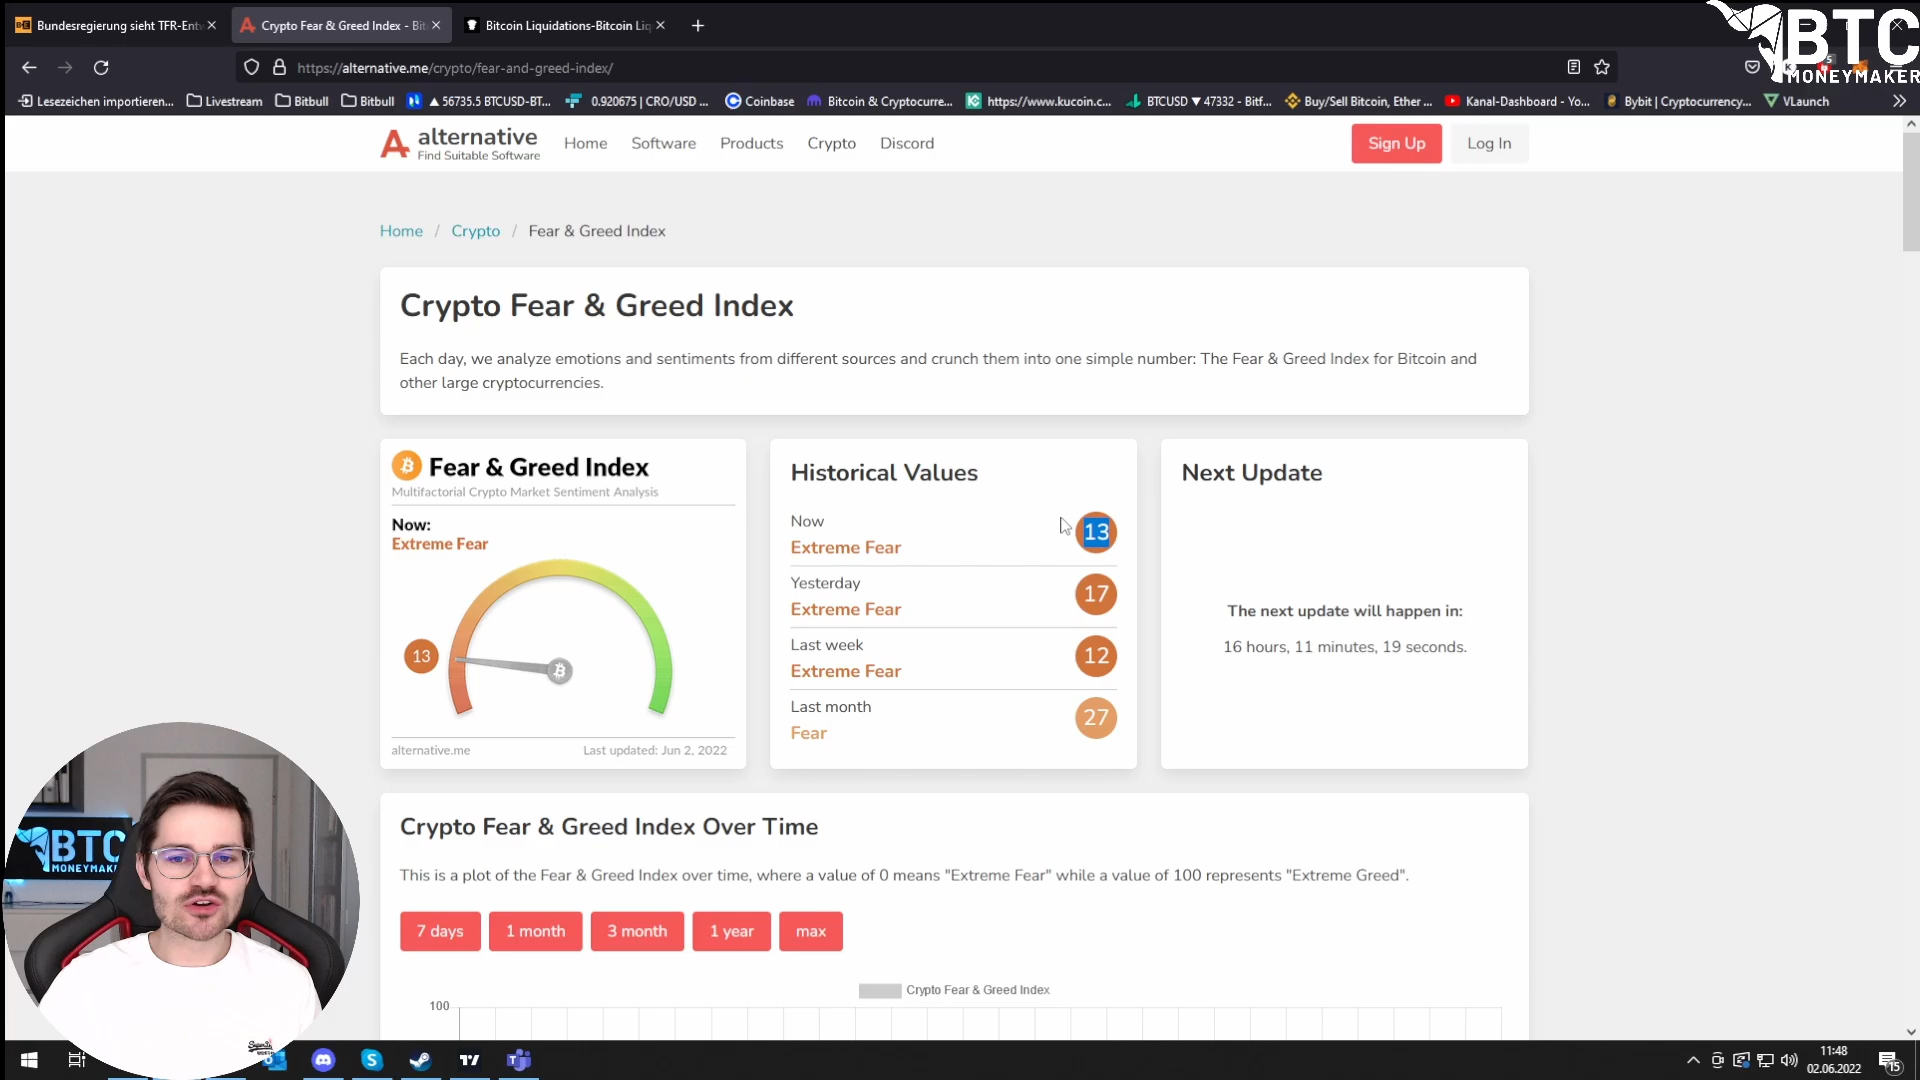 Bundesregierung sieht TFR-Entw
Crypto Fear & Greed Index - Bit
Bitcoin Liquidations-Bitcoin Liq
BTC
MONEYMAKER
https://alternative.me/crypto/fear-and-greed-index/
Lesezeichen importieren...
Livestream
Bitbull
Bitbull
▲ 56735.5 BTCUSD-BT...
0.920675 | CRO/USD ...
Coinbase
Bitcoin & Cryptocurre...
https://www.kucoin.c...
BTCUSD ▼ 47332 - Bitf...
Buy/Sell Bitcoin, Ether ...
Kanal-Dashboard - Yo...
Bybit | Cryptocurrency...
VLaunch
alternative
Find Suitable Software
Home
Software
Products
Crypto
Discord
Sign Up
Log In
Home / Crypto / Fear & Greed Index
Crypto Fear & Greed Index
Each day, we analyze emotions and sentiments from different sources and crunch them into one simple number: The Fear & Greed Index for Bitcoin and
other large cryptocurrencies.
Fear & Greed Index
Multifactorial Crypto Market Sentiment Analysis
Now:
Extreme Fear
13
alternative.me
Last updated: Jun 2, 2022
Historical Values
Now
Extreme Fear
13
Yesterday
Extreme Fear
17
Last week
Extreme Fear
12
Last month
Fear
27
Next Update
The next update will happen in:
16 hours, 11 minutes, 19 seconds.
Crypto Fear & Greed Index Over Time
This is a plot of the Fear & Greed Index over time, where a value of 0 means "Extreme Fear" while a value of 100 represents "Extreme Greed".
7 days
1 month
3 month
1 year
max
Crypto Fear & Greed Index
100
BTC
MONEYMAK
11:48
02.06.2022
15